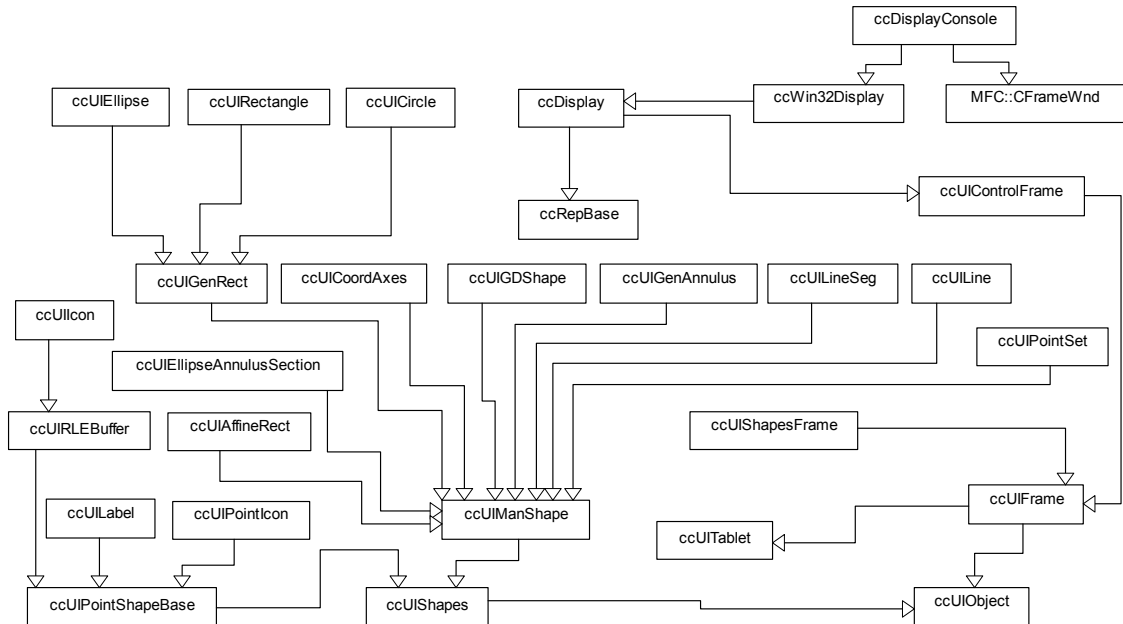 ccDisplayConsole
ccUIEllipse
ccUIRectangle
ccUICircle
ccDisplay
ccWin32Display
MFC::CFrameWnd
ccUIControlFrame
ccRepBase
ccUIGenRect
ccUICoordAxes
ccUIGDShape
ccUIGenAnnulus
ccUILineSeg
ccUILine
ccUIIcon
ccUIPointSet
ccUIEllipseAnnulusSection
ccUIRLEBuffer
ccUIAffineRect
ccUIShapesFrame
ccUILabel
ccUIPointIcon
ccUIManShape
ccUIFrame
ccUITablet
ccUIPointShapeBase
ccUIShapes
ccUIObject